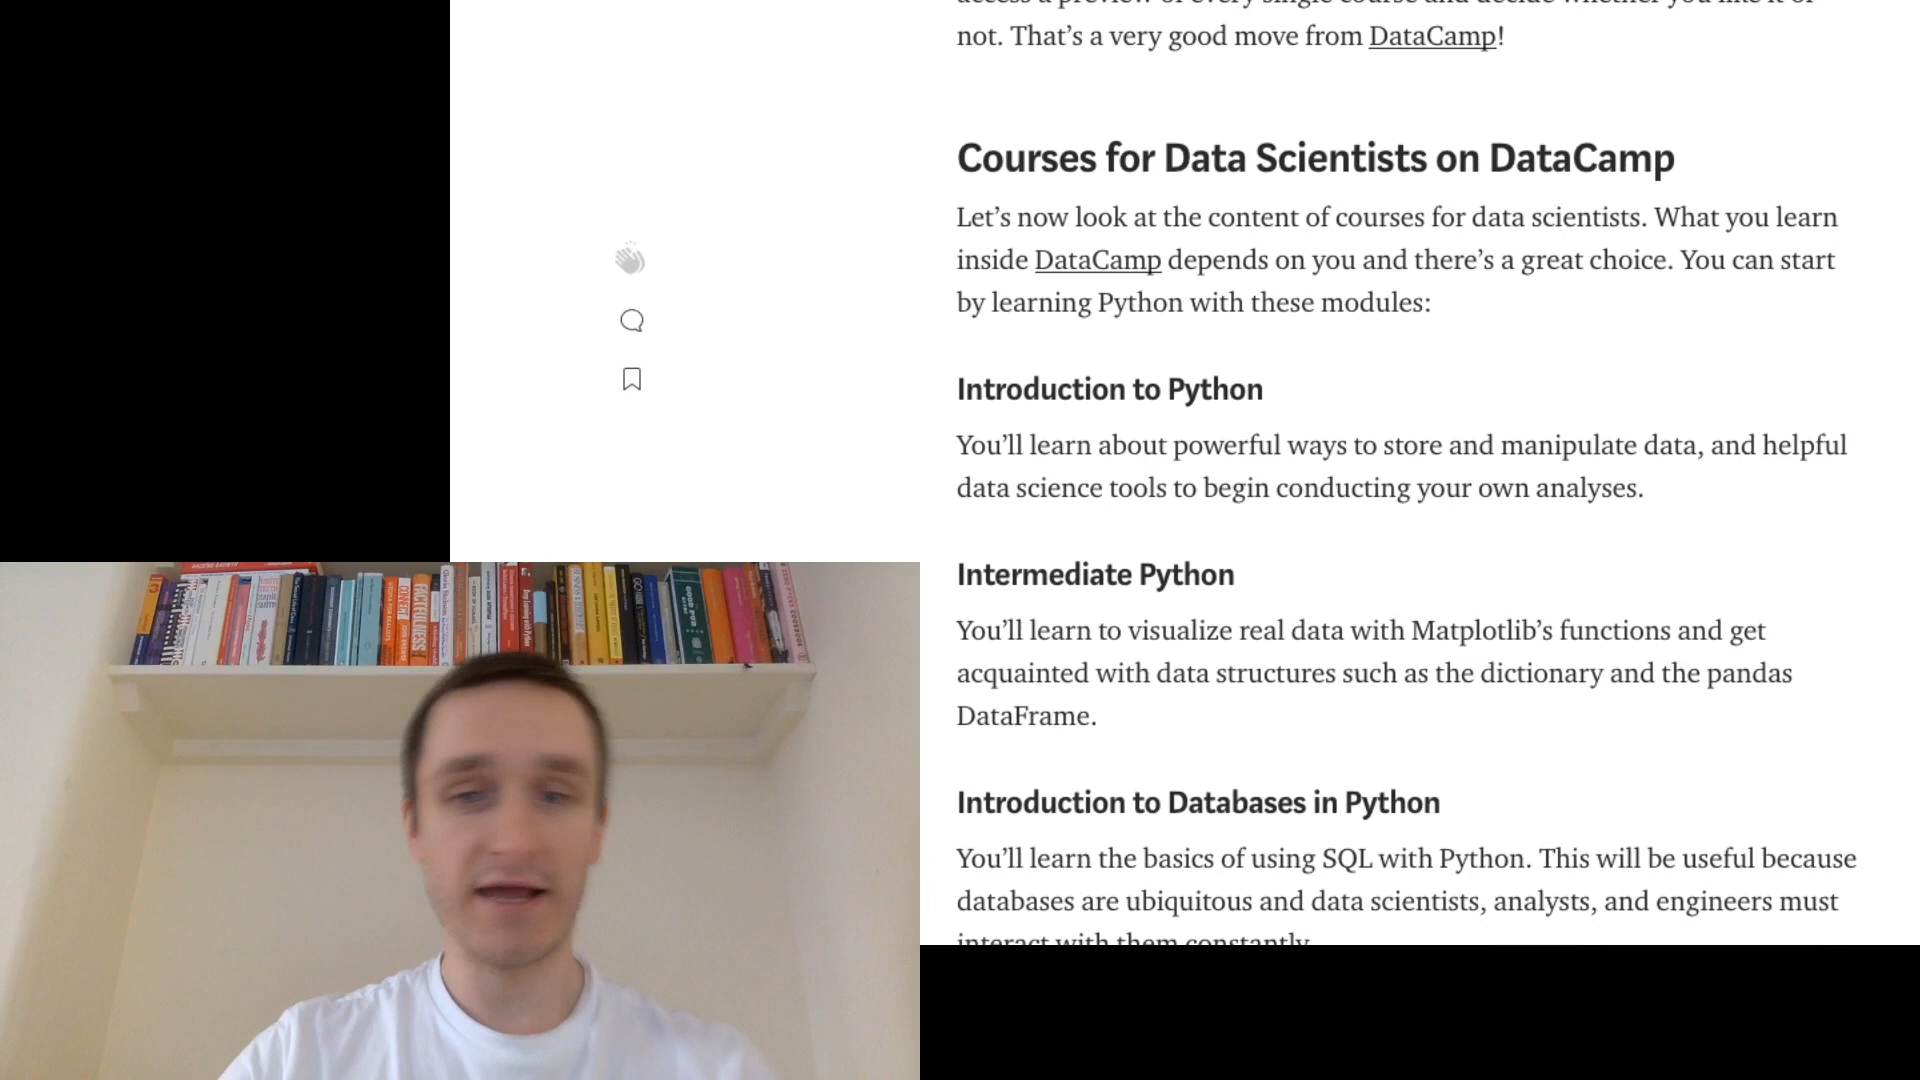 not. That’s a very good move from DataCamp!
Courses for Data Scientists on DataCamp
Let’s now look at the content of courses for data scientists. What you learn
inside DataCamp depends on you and there’s a great choice. You can start
by learning Python with these modules:
Introduction to Python
You’ll learn about powerful ways to store and manipulate data, and helpful
data science tools to begin conducting your own analyses.
Intermediate Python
You’ll learn to visualize real data with Matplotlib’s functions and get
acquainted with data structures such as the dictionary and the pandas
DataFrame.
Introduction to Databases in Python
You’ll learn the basics of using SQL with Python. This will be useful because
databases are ubiquitous and data scientists, analysts, and engineers must
interact with them constantly.
FACTFULNESS